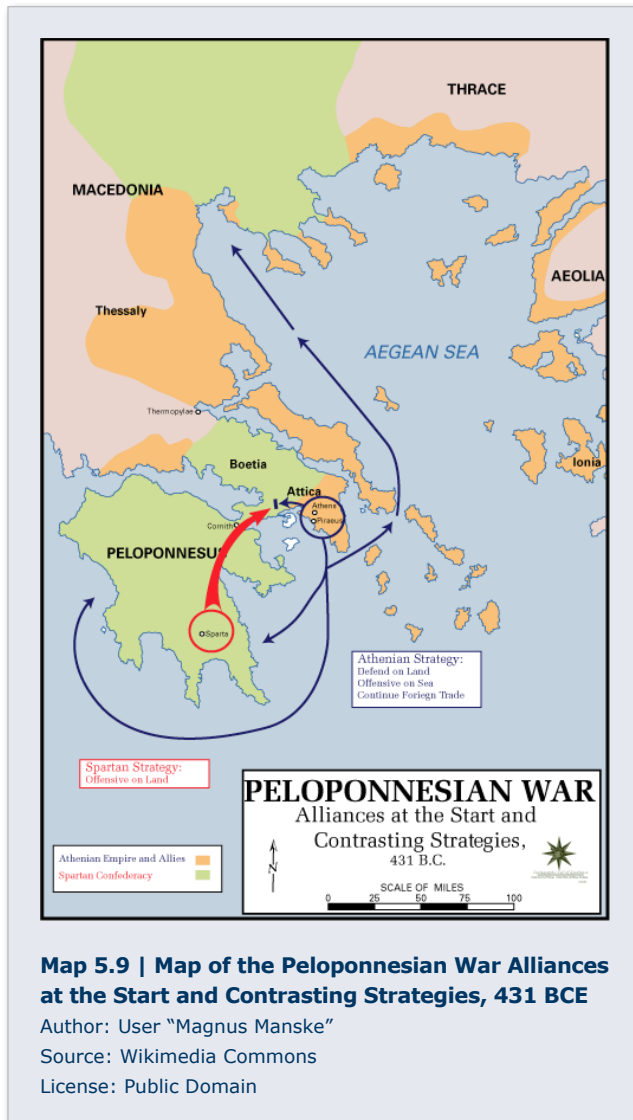 THRACE
MACEDONIA
AEOLIA
Thessaly
AEGEAN SEA
Thermopylae
Boetia
Ionia
Attica
Athens
Piraeus
Cornith
PELOPONNESUS
Sparta
Athenian Strategy:
Defend on Land
Offensive on Sea
Continue Foriegn Trade
Spartan Strategy:
Offensive on Land
PELOPONNESIAN WAR
Alliances at the Start and
Contrasting Strategies,
431 B.C.
N
SCALE OF MILES
0 25 50 75 100
Athenian Empire and Allies
Spartan Confederacy
Map 5.9 | Map of the Peloponnesian War Alliances
at the Start and Contrasting Strategies, 431 BCE
Author: User “Magnus Manske”
Source: Wikimedia Commons
License: Public Domain